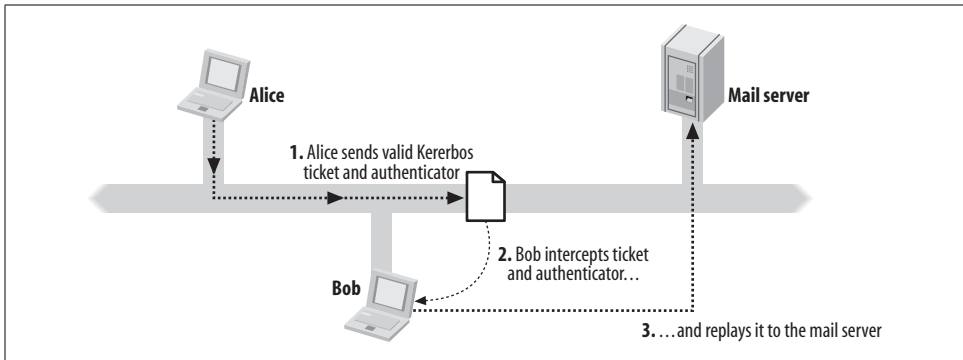 Alice
Mail server
1. Alice sends valid Kererbos
ticket and authenticator
2. Bob intercepts ticket
and authenticator…
Bob
3. …and replays it to the mail server